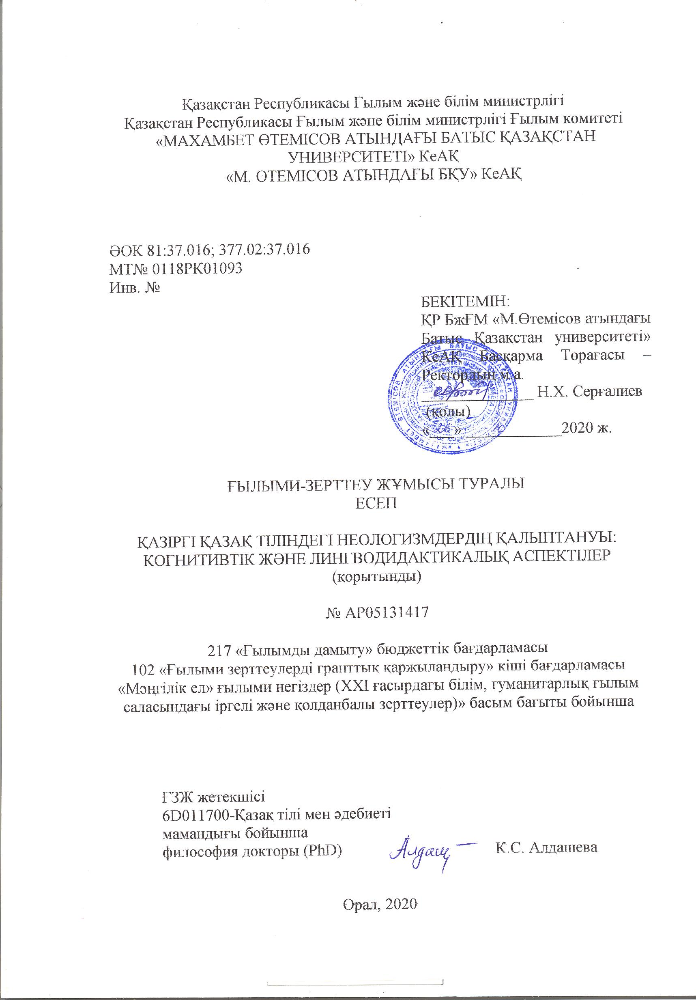 Қазақстан Республикасы Ғылым және білім министрлігі
Қазақстан Республикасы Ғылым және білім министрлігі Ғылым комитеті
«МАХАМБЕТ ӨТЕМІСОВ АТЫНДАҒЫ БАТЫС ҚАЗАҚСТАН
УНИВЕРСИТЕТІ» КеАҚ
«М. ӨТЕМІСОВ АТЫНДАҒЫ БҚУ» КеАҚ
ӘОК 81:37.016; 377.02:37.016
МТ№ 0118РК01093
Инв. №
БЕКІТЕМІН:
ҚР БжҒМ «М.Өтемісов атындағы
Батыс Қазақстан университеті»
КеАҚ Басқарма Төрағасы –
Ректордың м.а.
____________ Н.Х. Серғалиев
(қолы)
«26» ____________2020 ж.
ҒЫЛЫМИ-ЗЕРТТЕУ ЖҰМЫСЫ ТУРАЛЫ
ЕСЕП
ҚАЗІРГІ ҚАЗАҚ ТІЛІНДЕГІ НЕОЛОГИЗМДЕРДІҢ ҚАЛЫПТАНУЫ:
КОГНИТИВТІК ЖӘНЕ ЛИНГВОДИДАКТИКАЛЫҚ АСПЕКТІЛЕР
(қорытынды)
№ АР05131417
217 «Ғылымды дамыту» бюджеттік бағдарламасы
102 «Ғылыми зерттеулерді гранттық қаржыландыру» кіші бағдарламасы
«Мәңгілік ел» ғылыми негіздер (XXI ғасырдағы білім, гуманитарлық ғылым
саласындағы іргелі және қолданбалы зерттеулер)» басым бағыты бойынша
ҒЗЖ жетекшісі
6D011700-Қазақ тілі мен әдебиеті
мамандығы бойынша
философия докторы (PhD) Алдаш К.С. Алдашева
Орал, 2020